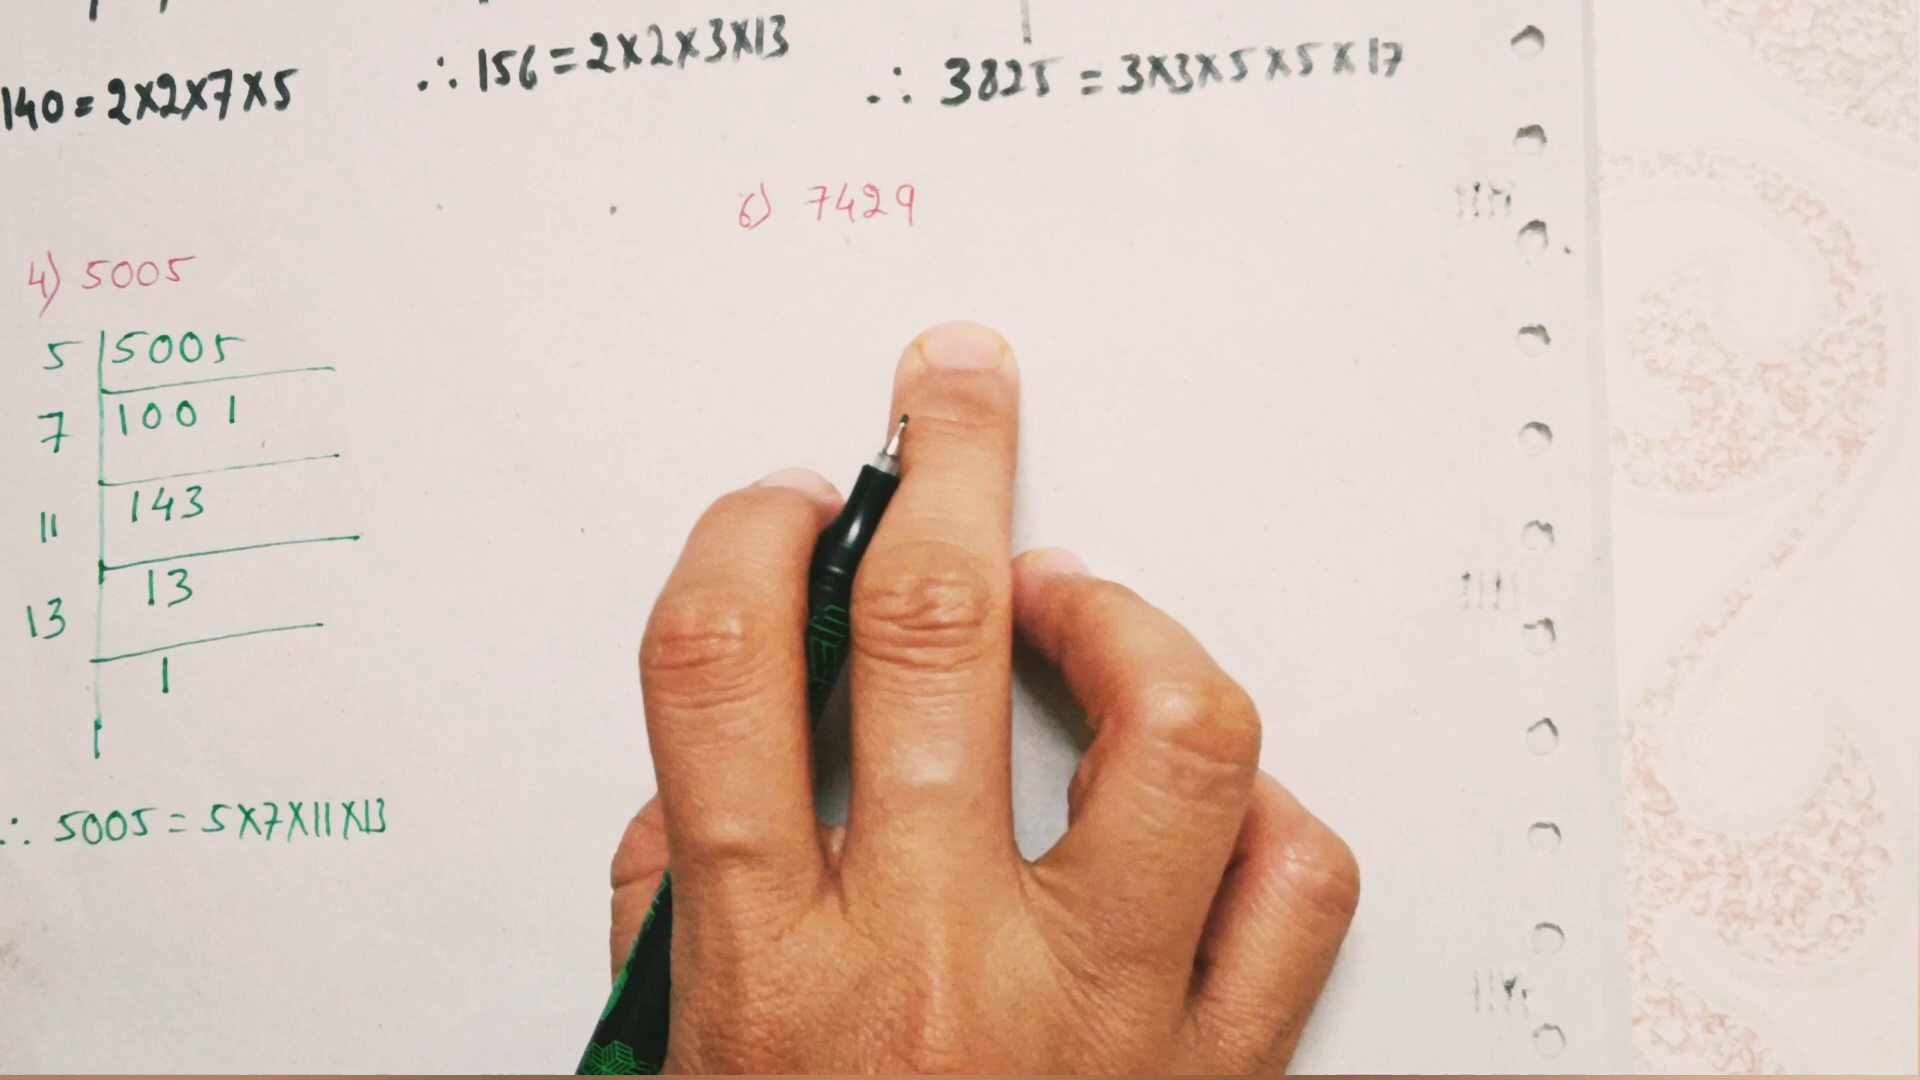 140 = 2×2×7×5
∴ 156 = 2×2×3×13
∴ 3825 = 3×3×5×5×17
6) 7429
4) 5005
5 | 5005
7 | 1001
11 | 143
13 | 13
1
∴ 5005 = 5×7×11×13